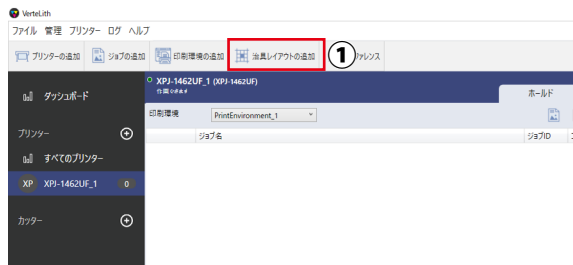 VerteLith
ファイル 管理 プリンター ログ ヘルプ
プリンターの追加 ジョブの追加 印刷環境の追加 治具レイアウトの追加 ① ファレンス
XPJ-1462UF_1 (XPJ-1462UF)
ダッシュボード
ホールド
印刷環境 PrintEnvironment_1
プリンター
ジョブ名 ジョブID
すべてのプリンター
XP XPJ-1462UF_1 0
カッター